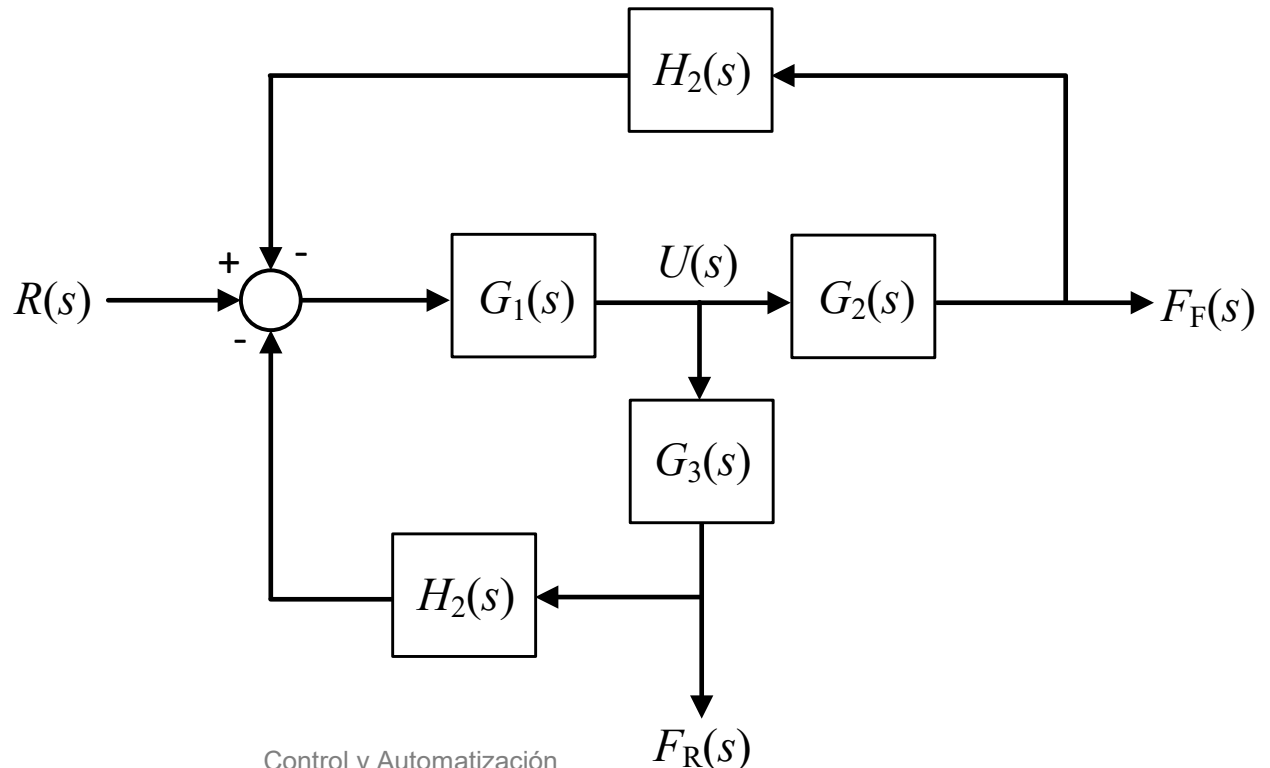 H2(s)
+ -
R(s)
G1(s)
U(s)
G2(s)
FF(s)
-
G3(s)
H2(s)
FR(s)
Control y Automatización